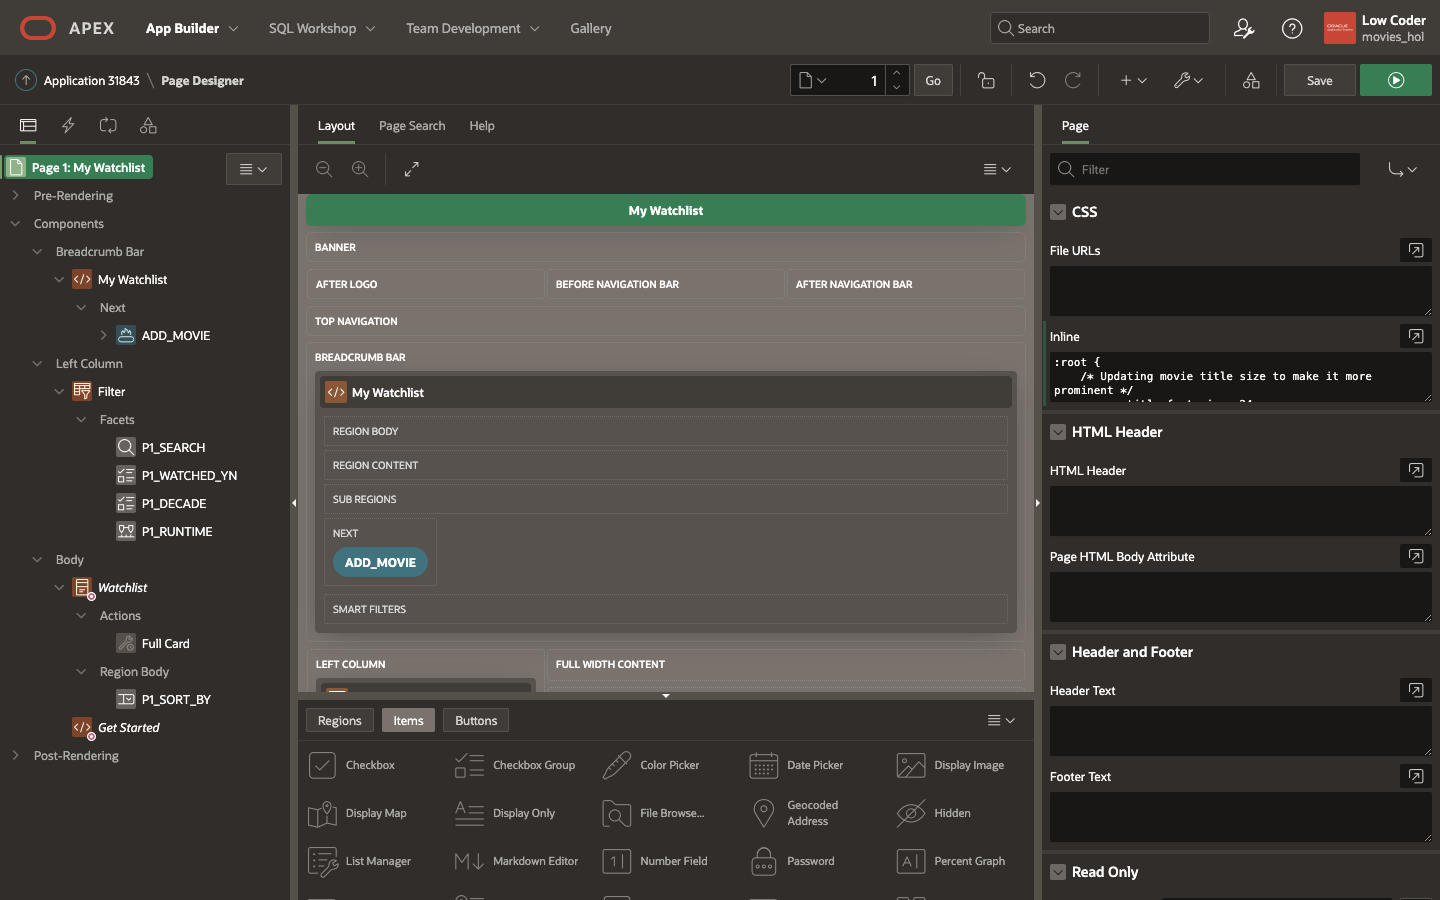 APEX
App Builder
SQL Workshop
Team Development
Gallery
Search
Low Coder
movies_hol
Application 31843 \ Page Designer
1
Go
Save
Page 1: My Watchlist
Pre-Rendering
Components
Breadcrumb Bar
My Watchlist
Next
ADD_MOVIE
Left Column
Filter
Facets
P1_SEARCH
P1_WATCHED_YN
P1_DECADE
P1_RUNTIME
Body
Watchlist
Actions
Full Card
Region Body
P1_SORT_BY
Get Started
Post-Rendering
Layout
Page Search
Help
My Watchlist
BANNER
AFTER LOGO
BEFORE NAVIGATION BAR
AFTER NAVIGATION BAR
TOP NAVIGATION
BREADCRUMB BAR
My Watchlist
REGION BODY
REGION CONTENT
SUB REGIONS
NEXT
ADD_MOVIE
SMART FILTERS
LEFT COLUMN
FULL WIDTH CONTENT
Regions
Items
Buttons
Checkbox
Checkbox Group
Color Picker
Date Picker
Display Image
Display Map
Display Only
File Browse...
Geocoded
Address
Hidden
List Manager
Markdown Editor
Number Field
Password
Percent Graph
Page
Filter
CSS
File URLs
Inline
:root {
/* Updating movie title size to make it more
prominent */
HTML Header
HTML Header
Page HTML Body Attribute
Header and Footer
Header Text
Footer Text
Read Only